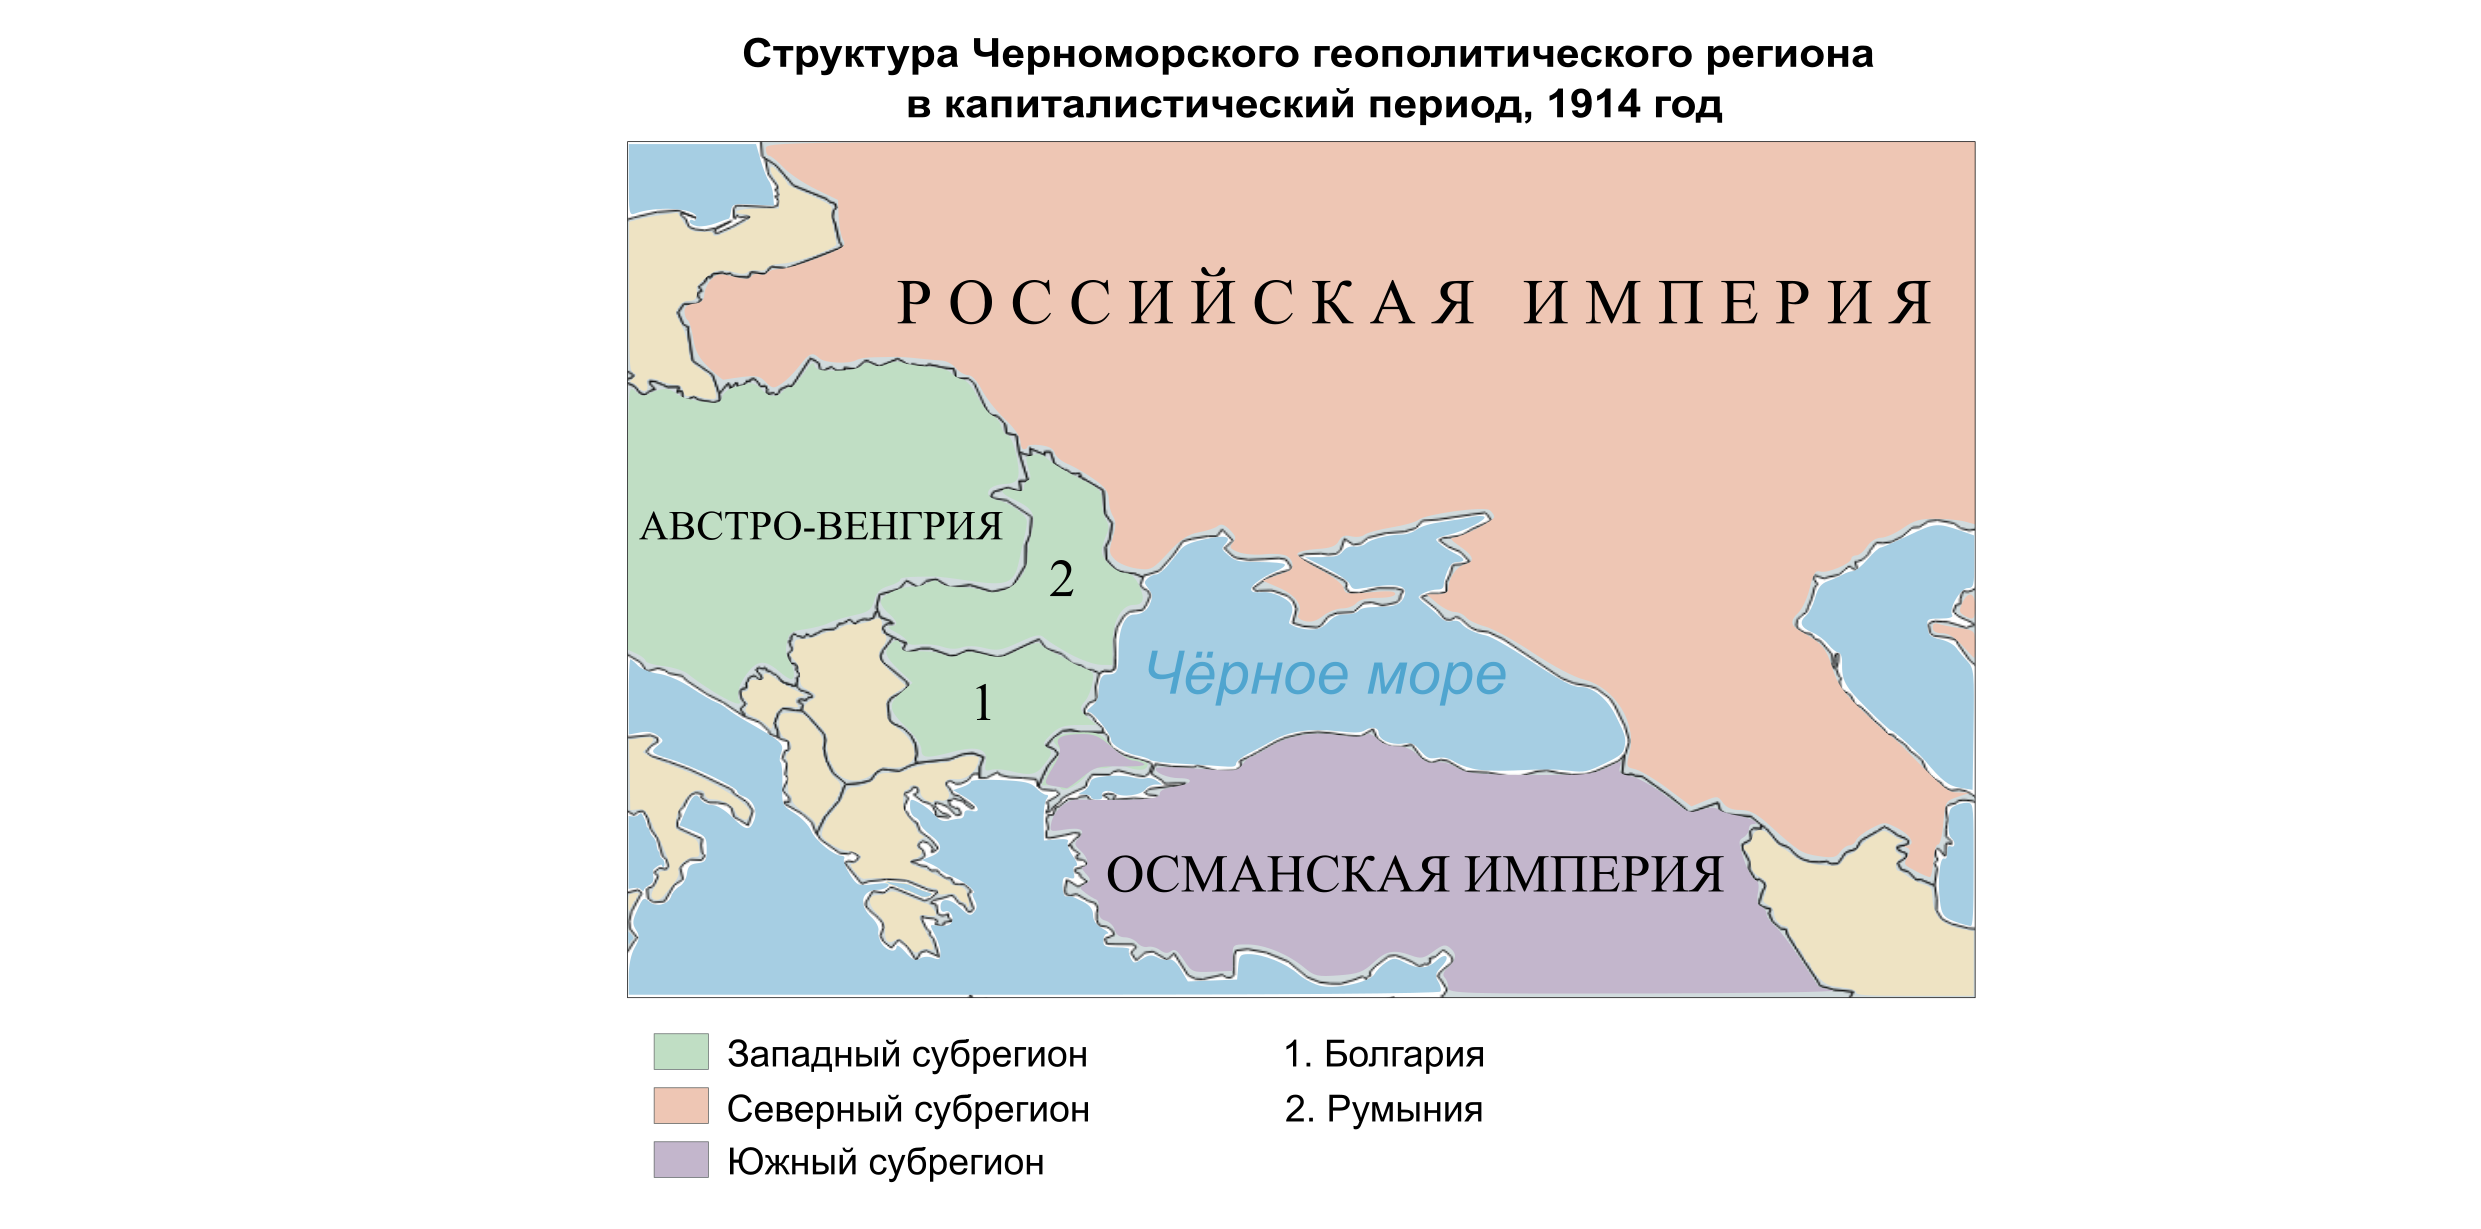 Структура Черноморского геополитического региона
в капиталистический период, 1914 год
РОССИЙСКАЯ ИМПЕРИЯ
АВСТРО-ВЕНГРИЯ
2
Чёрное море
1
ОСМАНСКАЯ ИМПЕРИЯ
Западный субрегион
Северный субрегион
Южный субрегион
1. Болгария
2. Румыния